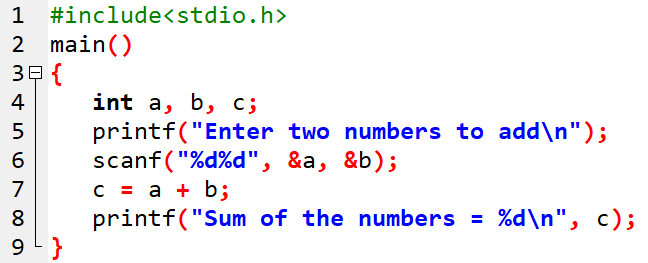 1 #include<stdio.h>
2 main()
3 {
4 int a, b, c;
5 printf("Enter two numbers to add\n");
6 scanf("%d%d", &a, &b);
7 c = a + b;
8 printf("Sum of the numbers = %d\n", c);
9 }